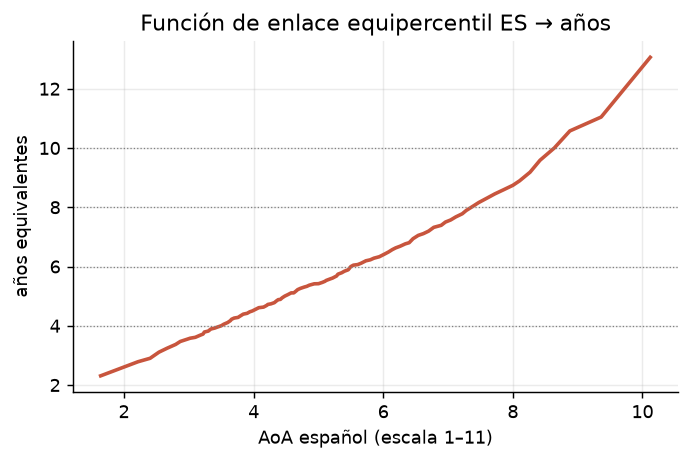 Función de enlace equipercentil ES → años
años equivalentes
12
10
8
6
4
2
2 4 6 8 10
AoA español (escala 1–11)